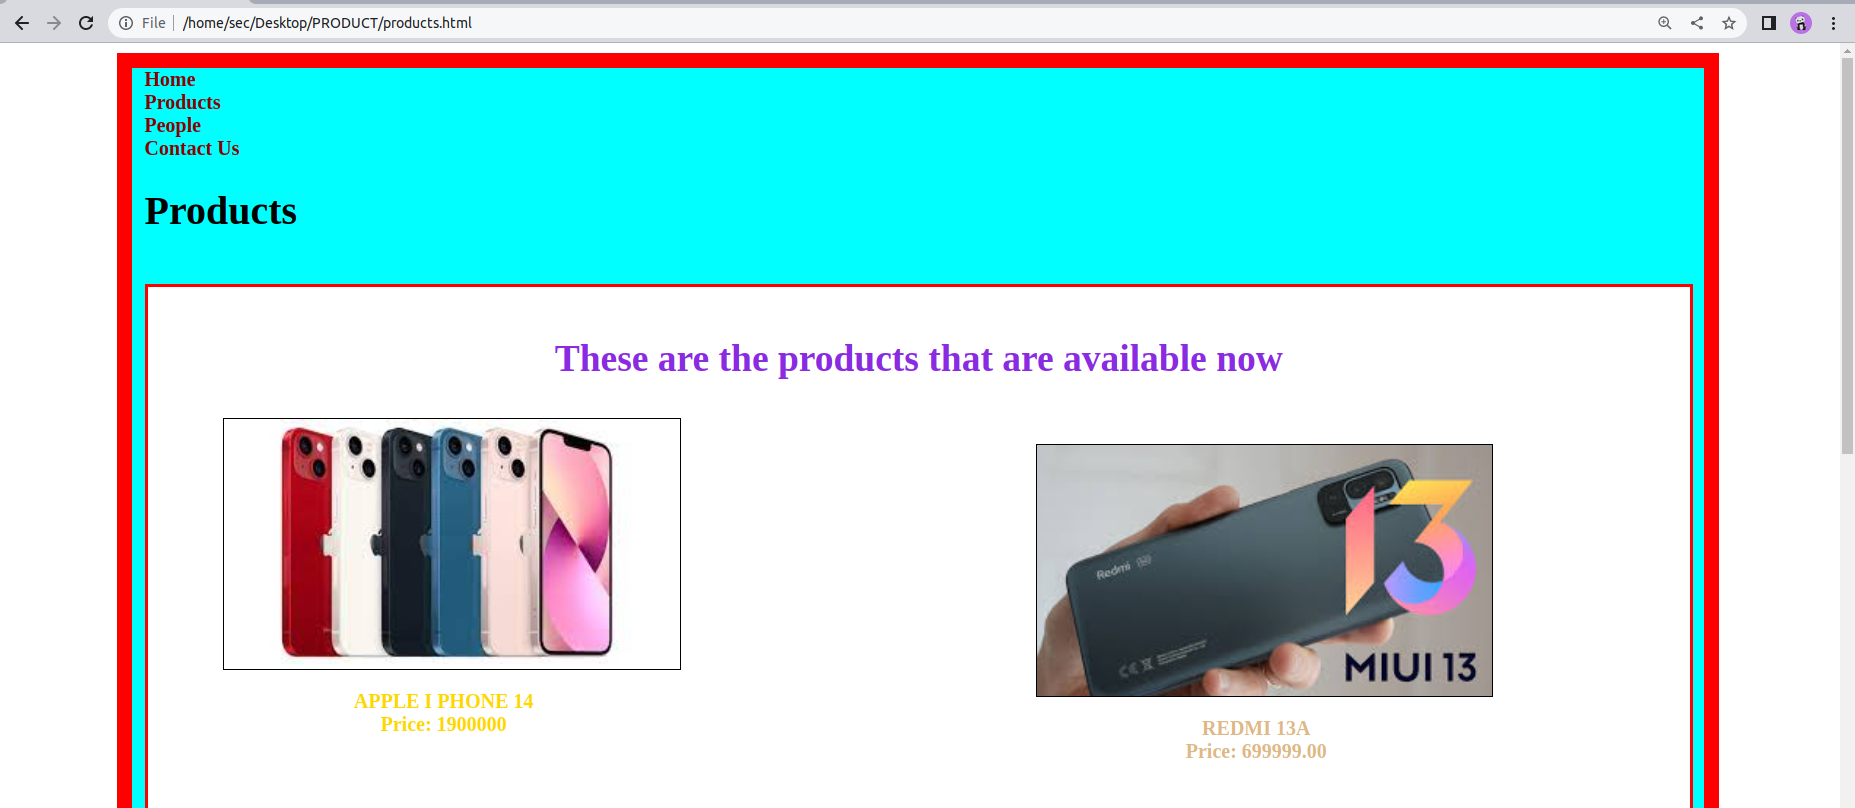 File
/home/sec/Desktop/PRODUCT/products.html
Home
Products
People
Contact Us
Products
These are the products that are available now
Redmi
13
MIUI 13
APPLE I PHONE 14
Price: 1900000
REDMI 13A
Price: 699999.00